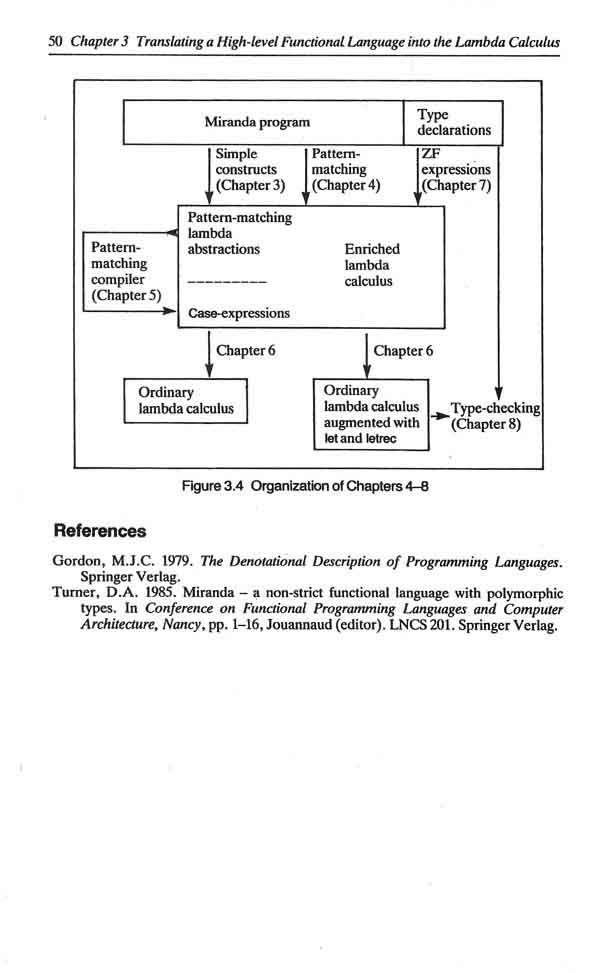 50 Chapter 3 Translating a High-level Functional Language into the Lambda Calculus
Miranda program
Type
declarations
Simple
constructs
(Chapter 3)
Pattern-
matching
(Chapter 4)
ZF
expressions
(Chapter 7)
Pattern-matching
lambda
abstractions
Enriched
lambda
calculus
Case-expressions
Pattern-
matching
compiler
(Chapter 5)
Chapter 6
Chapter 6
Ordinary
lambda calculus
Ordinary
lambda calculus
augmented with
let and letrec
Type-checking
(Chapter 8)
Figure 3.4 Organization of Chapters 4–8
References
Gordon, M.J.C. 1979. The Denotational Description of Programming Languages.
Springer Verlag.
Turner, D.A. 1985. Miranda – a non-strict functional language with polymorphic
types. In Conference on Functional Programming Languages and Computer
Architecture, Nancy, pp. 1–16, Jouannaud (editor). LNCS 201. Springer Verlag.